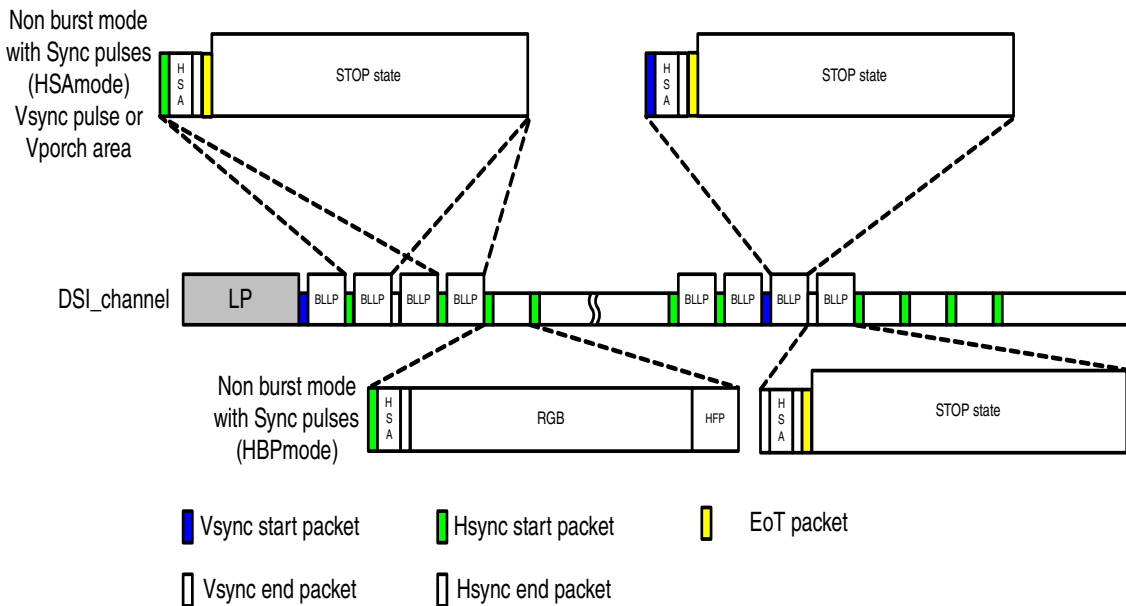 Non burst mode
with Sync pulses
(HSAmode)
Vsync pulse or
Vporch area
H
S
A
STOP state
H
S
A
STOP state
DSI_channel
LP
BLLP
BLLP
BLLP
BLLP
BLLP
BLLP
BLLP
BLLP
Non burst mode
with Sync pulses
(HBPmode)
H
S
A
RGB
HFP
H
S
A
STOP state
Vsync start packet
Hsync start packet
EoT packet
Vsync end packet
Hsync end packet